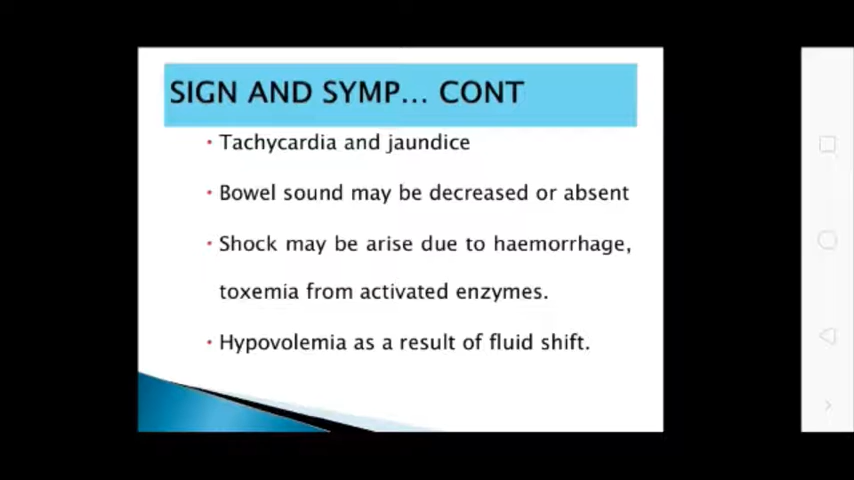 SIGN AND SYMP... CONT
• Tachycardia and jaundice
• Bowel sound may be decreased or absent
• Shock may be arise due to haemorrhage,
toxemia from activated enzymes.
• Hypovolemia as a result of fluid shift.